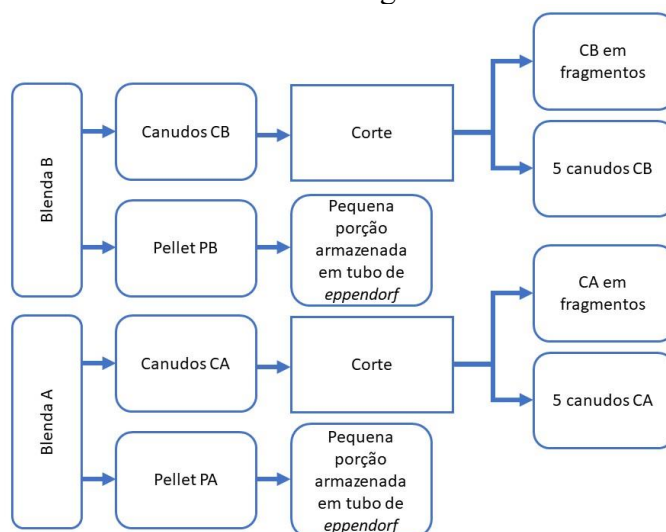 Blenda B
Canudos CB
Corte
CB em
fragmentos
5 canudos CB
Pellet PB
Pequena
porção
armazenada
em tubo de
eppendorf
Blenda A
Canudos CA
Corte
CA em
fragmentos
5 canudos CA
Pellet PA
Pequena
porção
armazenada
em tubo de
eppendorf